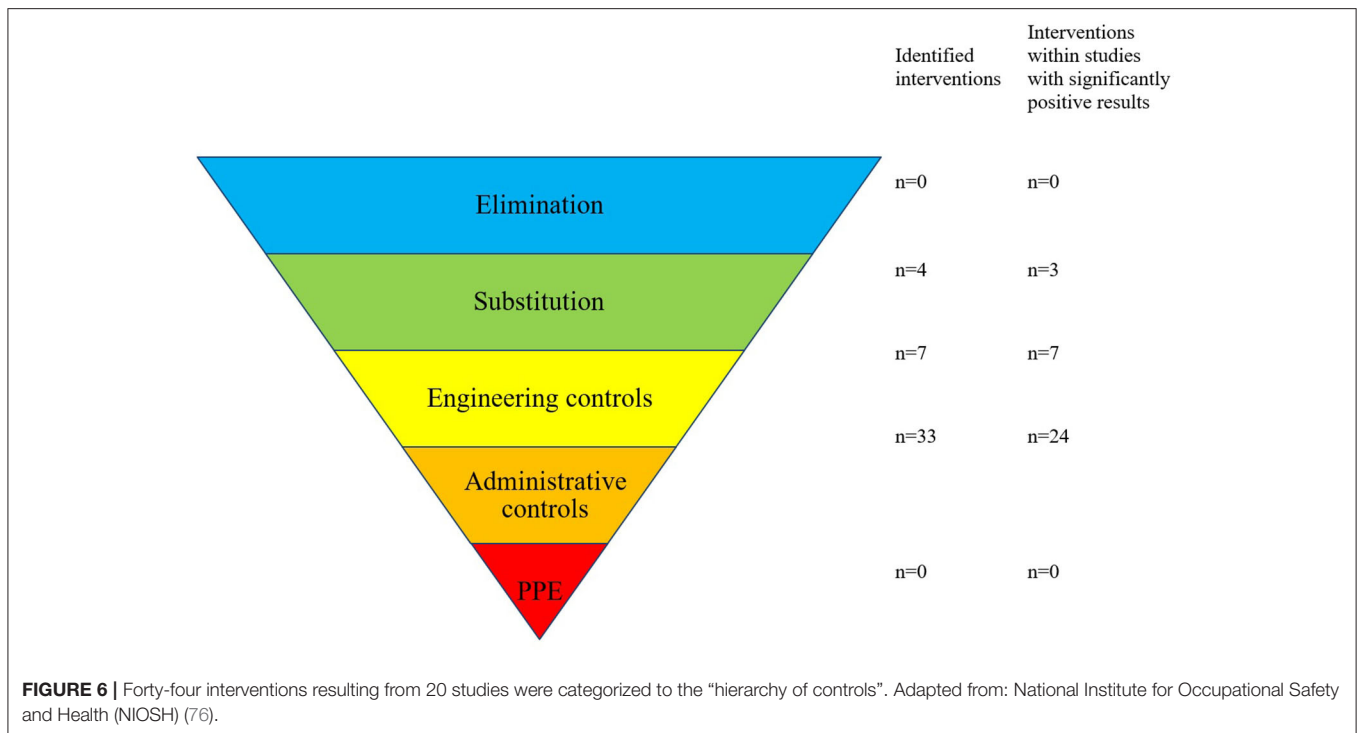 Identified
interventions
Interventions
within studies
with significantly
positive results
n=0
n=0
Elimination
n=4
n=3
Substitution
n=7
n=7
Engineering controls
n=33
n=24
Administrative
controls
n=0
n=0
PPE
FIGURE 6 | Forty-four interventions resulting from 20 studies were categorized to the “hierarchy of controls”. Adapted from: National Institute for Occupational Safety
and Health (NIOSH) (76).